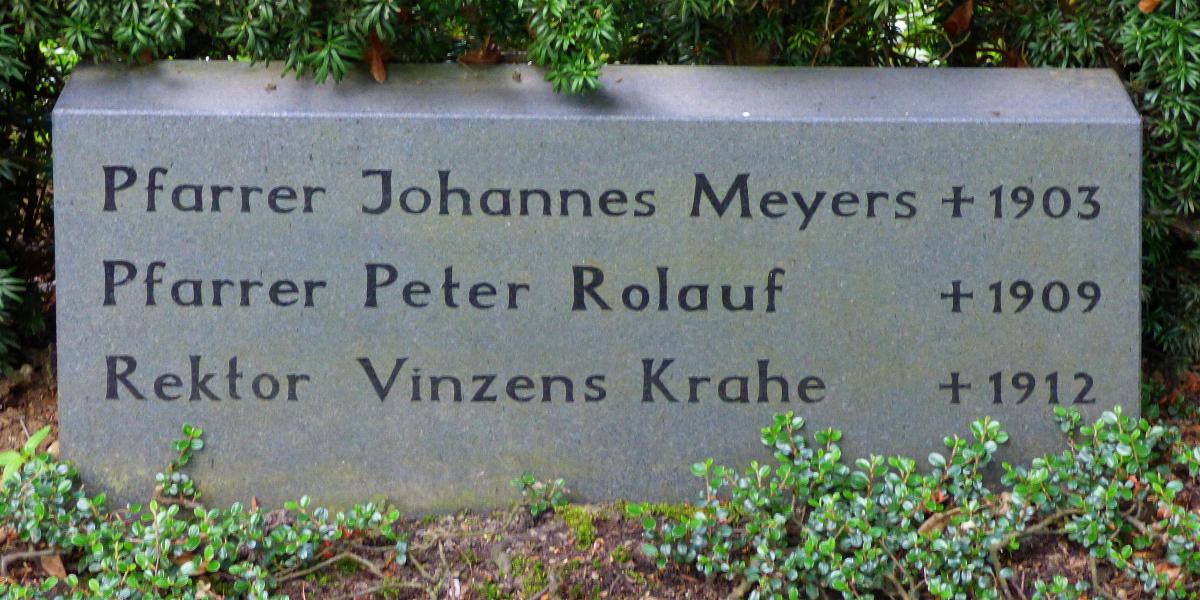 Pfarrer Johannes Meyers + 1903
Pfarrer Peter Rolauf + 1909
Rektor Vinzens Krahe + 1912